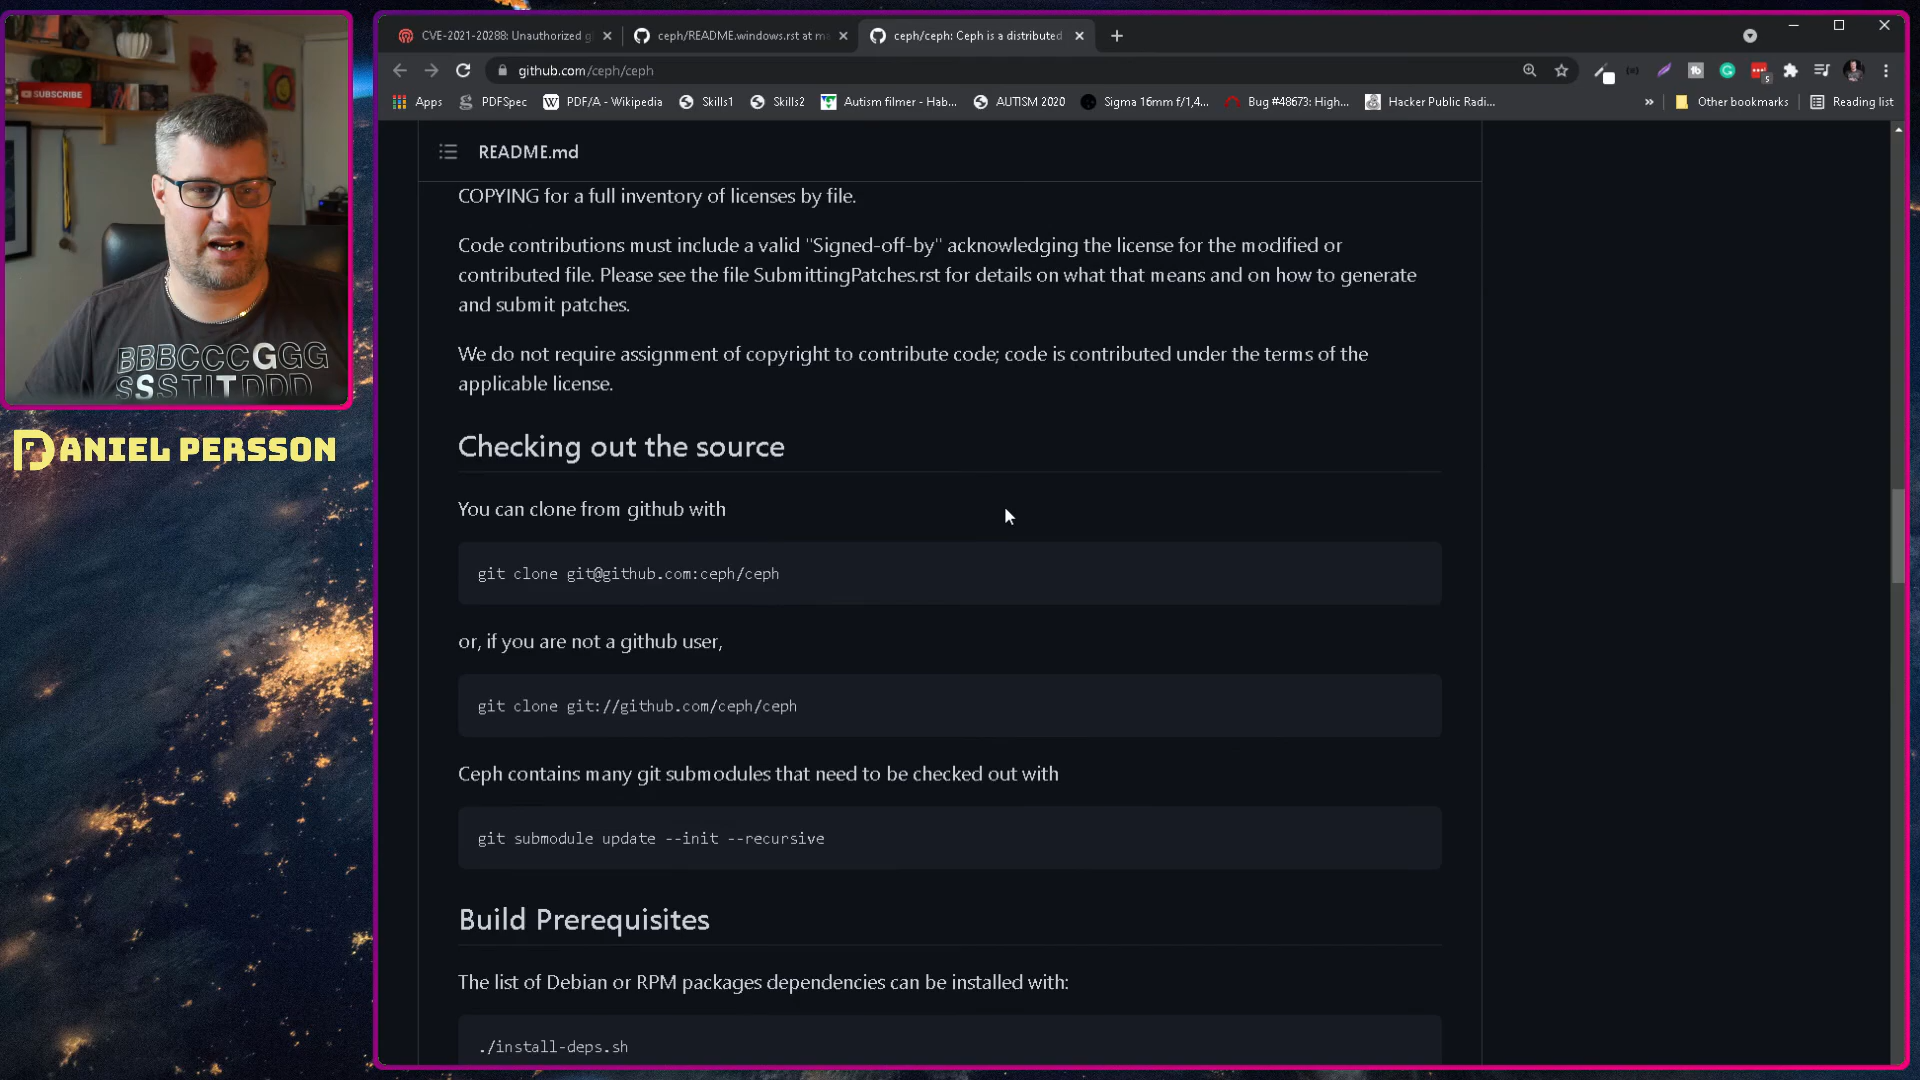 CVE-2021-20288: Unauthorized g
ceph/README.windows.rst at ma
ceph/ceph: Ceph is a distributed
github.com/ceph/ceph
5
Apps
PDFSpec
PDF/A - Wikipedia
Skills1
Skills2
Autism filmer - Hab...
AUTISM 2020
Sigma 16mm f/1,4...
Bug #48673: High...
Hacker Public Radi...
»
Other bookmarks
Reading list
SUBSCRIBE
BBBCCCGGG
SSSTITDDD
DANIEL PERSSON
README.md
COPYING for a full inventory of licenses by file.
Code contributions must include a valid "Signed-off-by" acknowledging the license for the modified or
contributed file. Please see the file SubmittingPatches.rst for details on what that means and on how to generate
and submit patches.
We do not require assignment of copyright to contribute code; code is contributed under the terms of the
applicable license.
Checking out the source
You can clone from github with
git clone git@github.com:ceph/ceph
or, if you are not a github user,
git clone git://github.com/ceph/ceph
Ceph contains many git submodules that need to be checked out with
git submodule update --init --recursive
Build Prerequisites
The list of Debian or RPM packages dependencies can be installed with:
./install-deps.sh